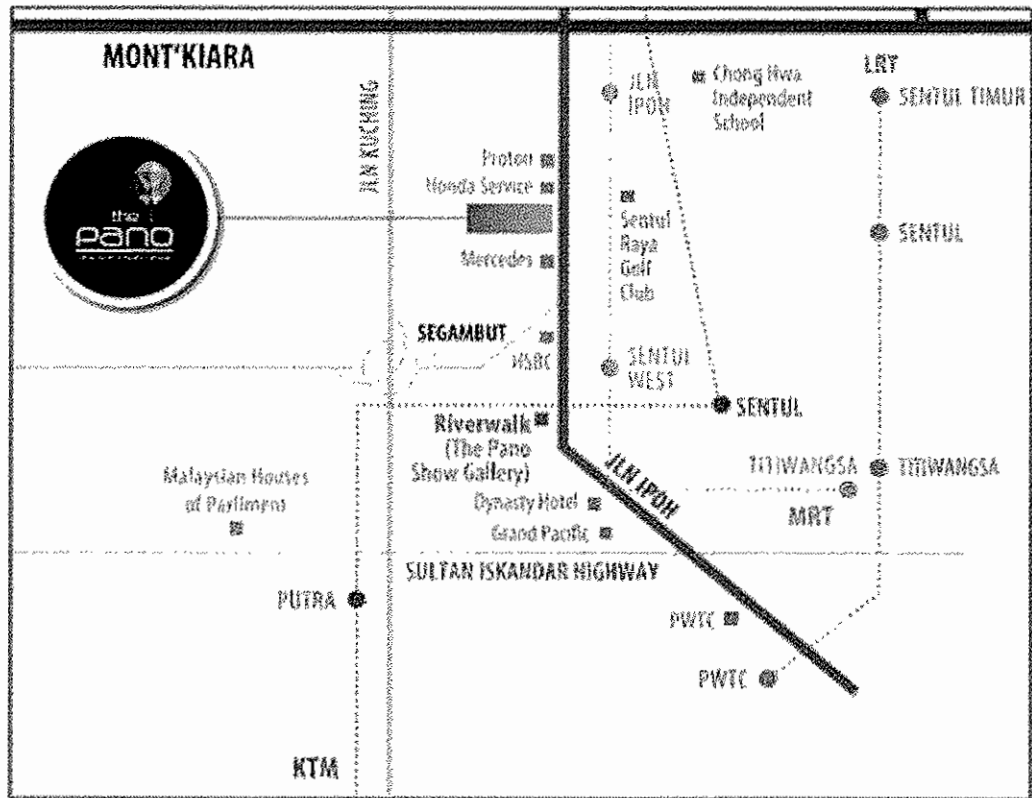 MONT'KIARA
JLN KUCHING
JLN
IPOH
Chong Hwa
Independent
School
LRT
SENTUL TIMUR
Proton
Honda Service
the
Pano
Sentul
Raya
Golf
Club
SENTUL
Mercedes
SEGAMBUT
HSBC
SENTUL
WEST
SENTUL
Riverwalk
(The Pano
Show Gallery)
JLN IPOH
TITIWANGSA
TITIWANGSA
MRT
Malaysian Houses
of Parliment
Dynasty Hotel
Grand Pacific
SULTAN ISKANDAR HIGHWAY
PUTRA
PWTC
PWTC
KTM